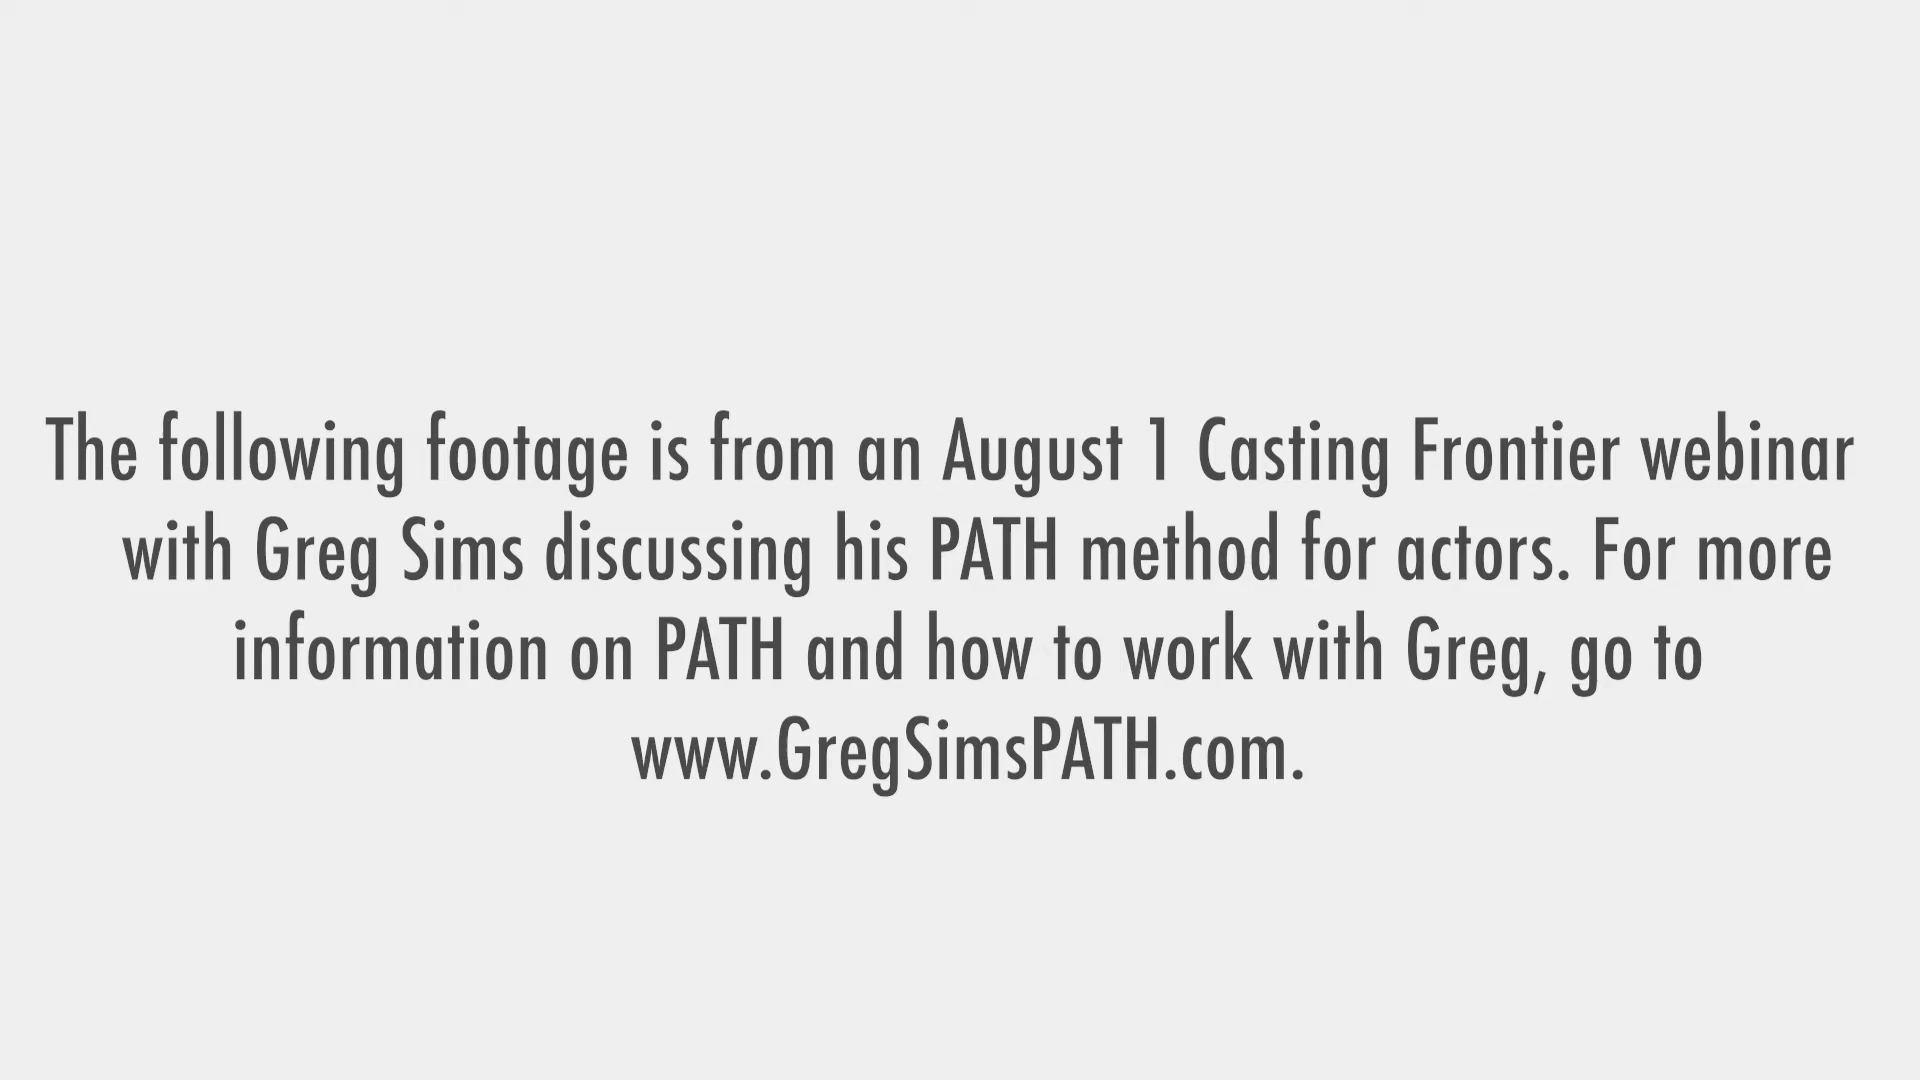 The following footage is from an August 1 Casting Frontier webinar
with Greg Sims discussing his PATH method for actors. For more
information on PATH and how to work with Greg, go to
www.GregSimsPATH.com.